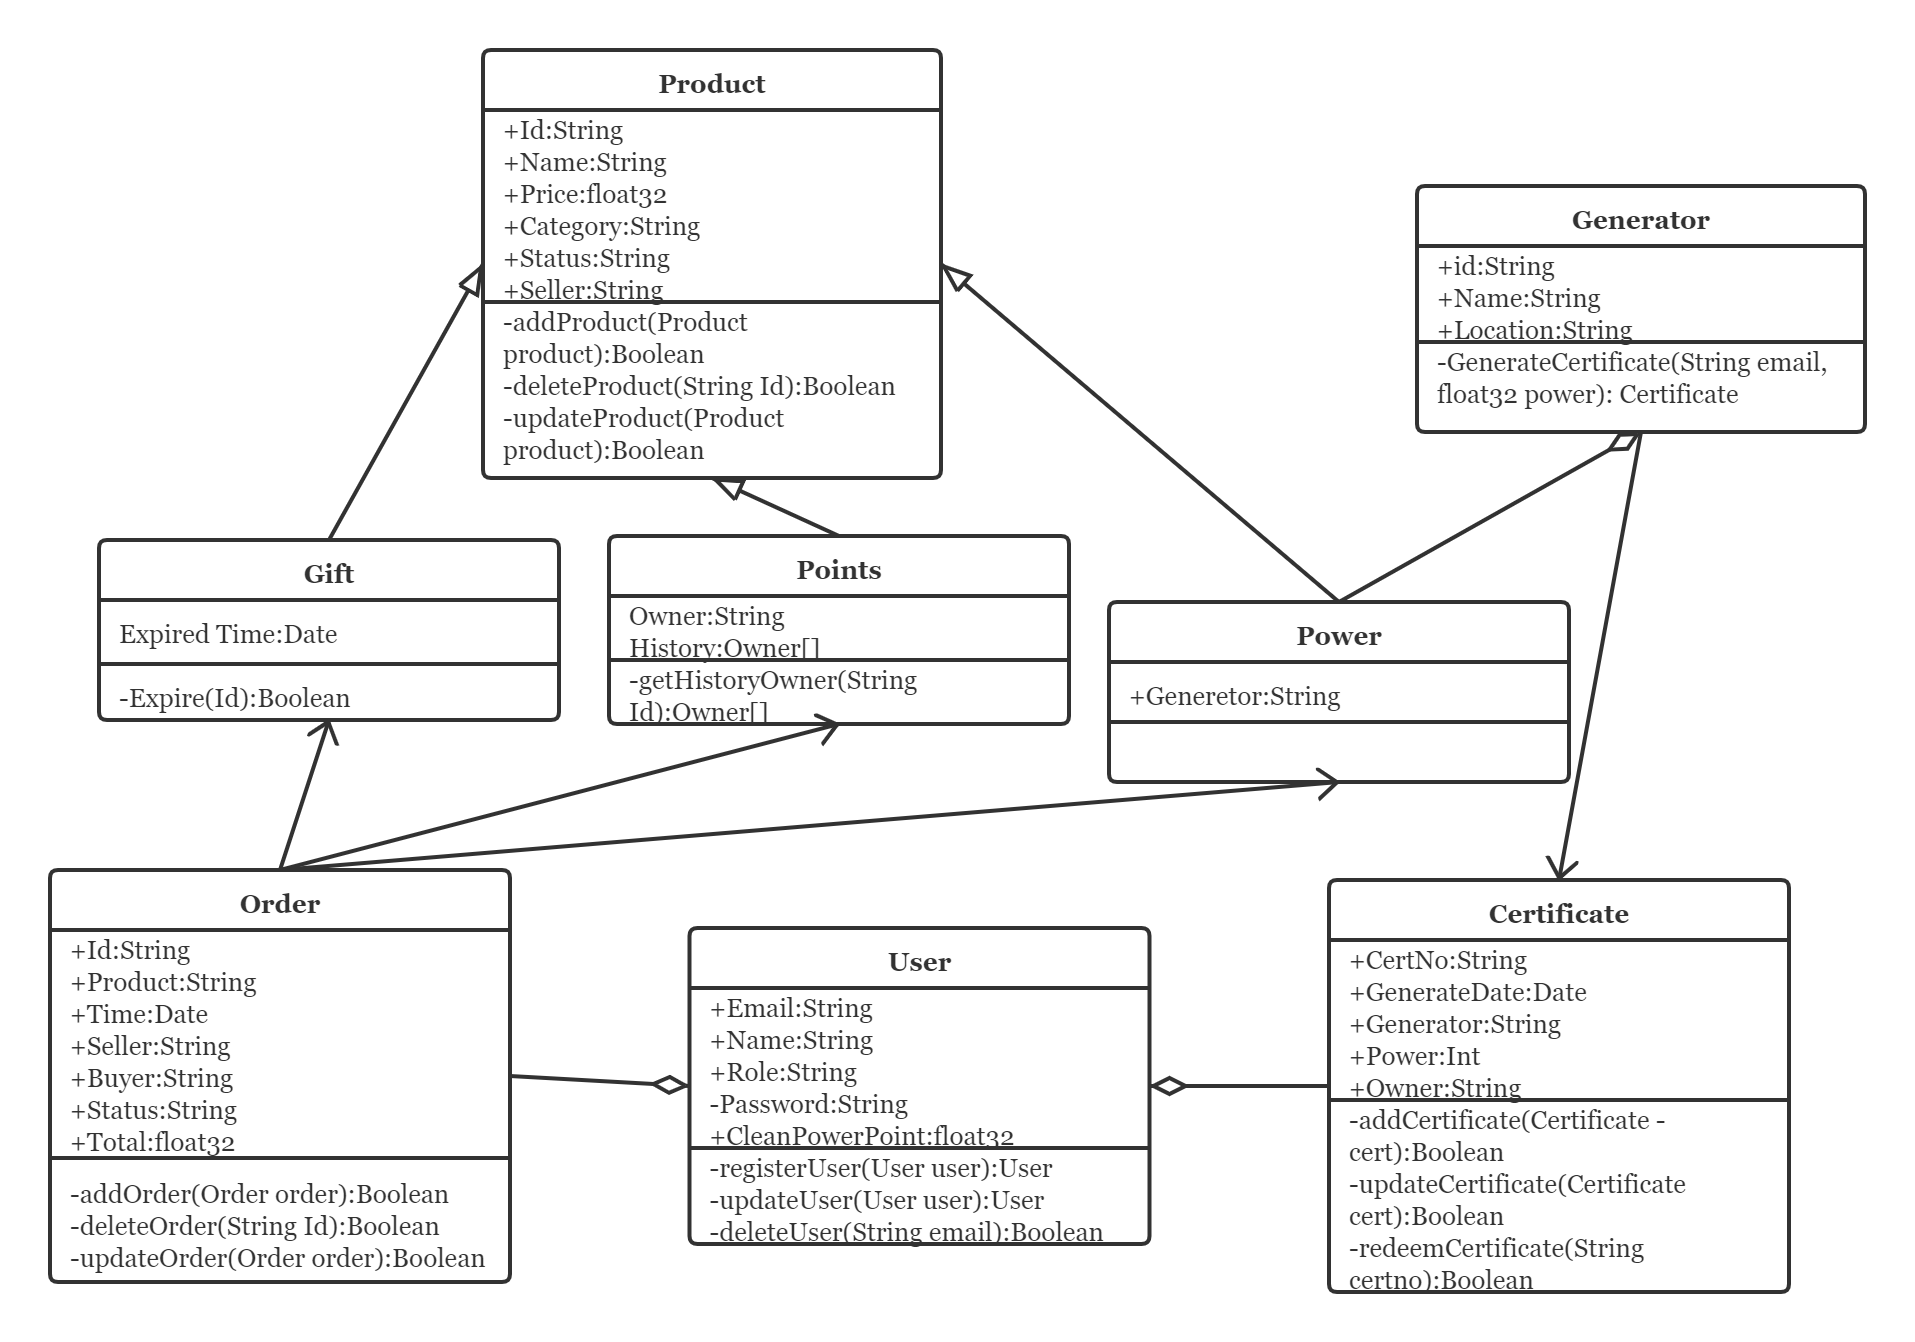 Product
+Id:String
+Name:String
+Price:float32
+Category:String
+Status:String
+Seller:String
-addProduct(Product
product):Boolean
-deleteProduct(String Id):Boolean
-updateProduct(Product
product):Boolean
Generator
+id:String
+Name:String
+Location:String
-GenerateCertificate(String email,
float32 power): Certificate
Gift
Expired Time:Date
-Expire(Id):Boolean
Points
Owner:String
History:Owner[]
-getHistoryOwner(String
Id):Owner[]
Power
+Generetor:String
Order
+Id:String
+Product:String
+Time:Date
+Seller:String
+Buyer:String
+Status:String
+Total:float32
-addOrder(Order order):Boolean
-deleteOrder(String Id):Boolean
-updateOrder(Order order):Boolean
User
+Email:String
+Name:String
+Role:String
-Password:String
+CleanPowerPoint:float32
-registerUser(User user):User
-updateUser(User user):User
-deleteUser(String email):Boolean
Certificate
+CertNo:String
+GenerateDate:Date
+Generator:String
+Power:Int
+Owner:String
-addCertificate(Certificate -
cert):Boolean
-updateCertificate(Certificate
cert):Boolean
-redeemCertificate(String
certno):Boolean